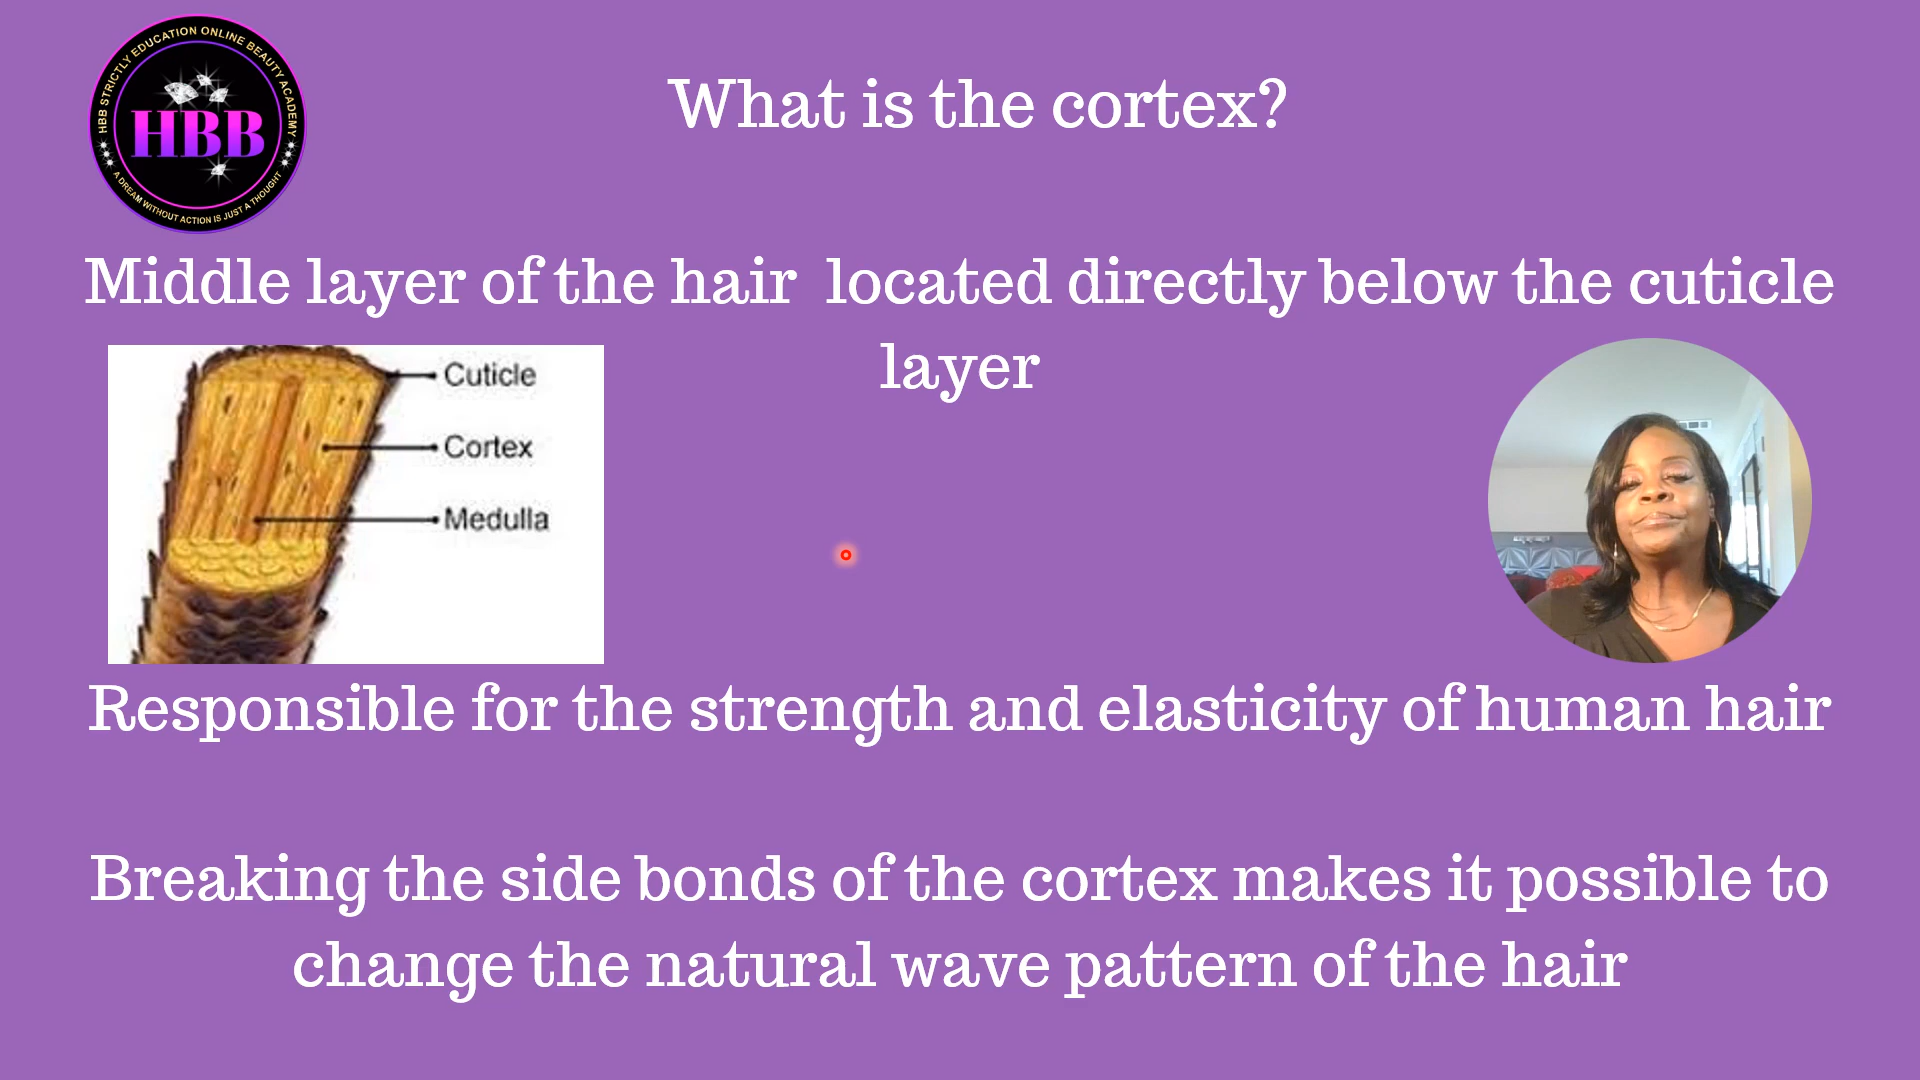 HBB STRICTLY EDUCATION ONLINE BEAUTY ACADEMY
HBB
A DREAM WITHOUT ACTION IS JUST A THOUGHT
What is the cortex?
Middle layer of the hair located directly below the cuticle
layer
Cuticle
Cortex
Medulla
Responsible for the strength and elasticity of human hair
Breaking the side bonds of the cortex makes it possible to
change the natural wave pattern of the hair